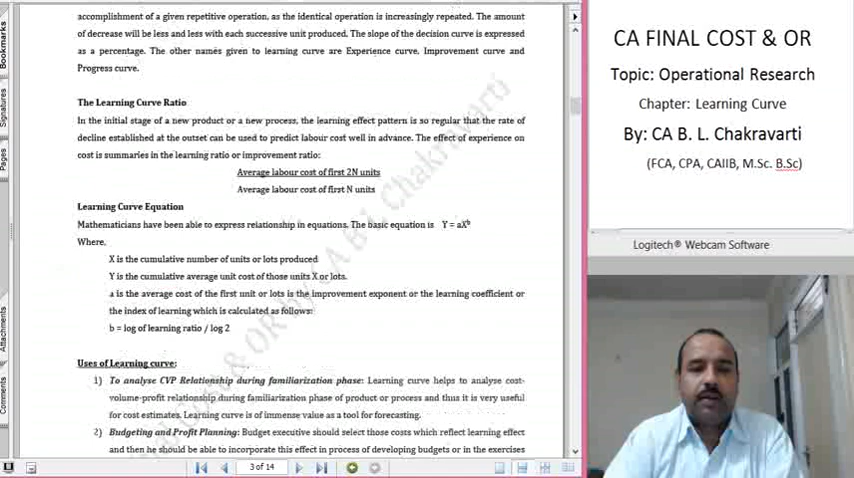 accomplishment of a given repetitive operation, as the identical operation is increasingly repeated. The amount
of decrease will be less and less with each successive unit produced. The slope of the decision curve is expressed
as a percentage. The other names given to learning curve are Experience curve, Improvement curve and
Progress curve.
The Learning Curve Ratio
In the initial stage of a new product or a new process, the learning effect pattern is so regular that the rate of
decline established at the outset can be used to predict labour cost well in advance. The effect of experience on
cost is summaries in the learning ratio or improvement ratio:
Average labour cost of first 2N units
Average labour cost of first N units
Learning Curve Equation
Mathematicians have been able to express relationship in equations. The basic equation is Y = aXᵇ
Where,
X is the cumulative number of units or lots produced
Y is the cumulative average unit cost of those units X or lots.
a is the average cost of the first unit or lots is the improvement exponent or the learning coefficient or
the index of learning which is calculated as follows:
b = log of learning ratio / log 2
Uses of Learning curve:
1) To analyse CVP Relationship during familiarization phase: Learning curve helps to analyse cost-
volume-profit relationship during familiarization phase of product or process and thus it is very useful
for cost estimates. Learning curve is of immense value as a tool for forecasting.
2) Budgeting and Profit Planning: Budget executive should select those costs which reflect learning effect
and then he should be able to incorporate this effect in process of developing budgets or in the exercises
Cost & OR by CA B L Chakravarti
Bookmarks
Signatures
Pages
Attachments
Comments
3 of 14
CA FINAL COST & OR
Topic: Operational Research
Chapter: Learning Curve
By: CA B. L. Chakravarti
(FCA, CPA, CAIIB, M.Sc. B.Sc)
Logitech® Webcam Software